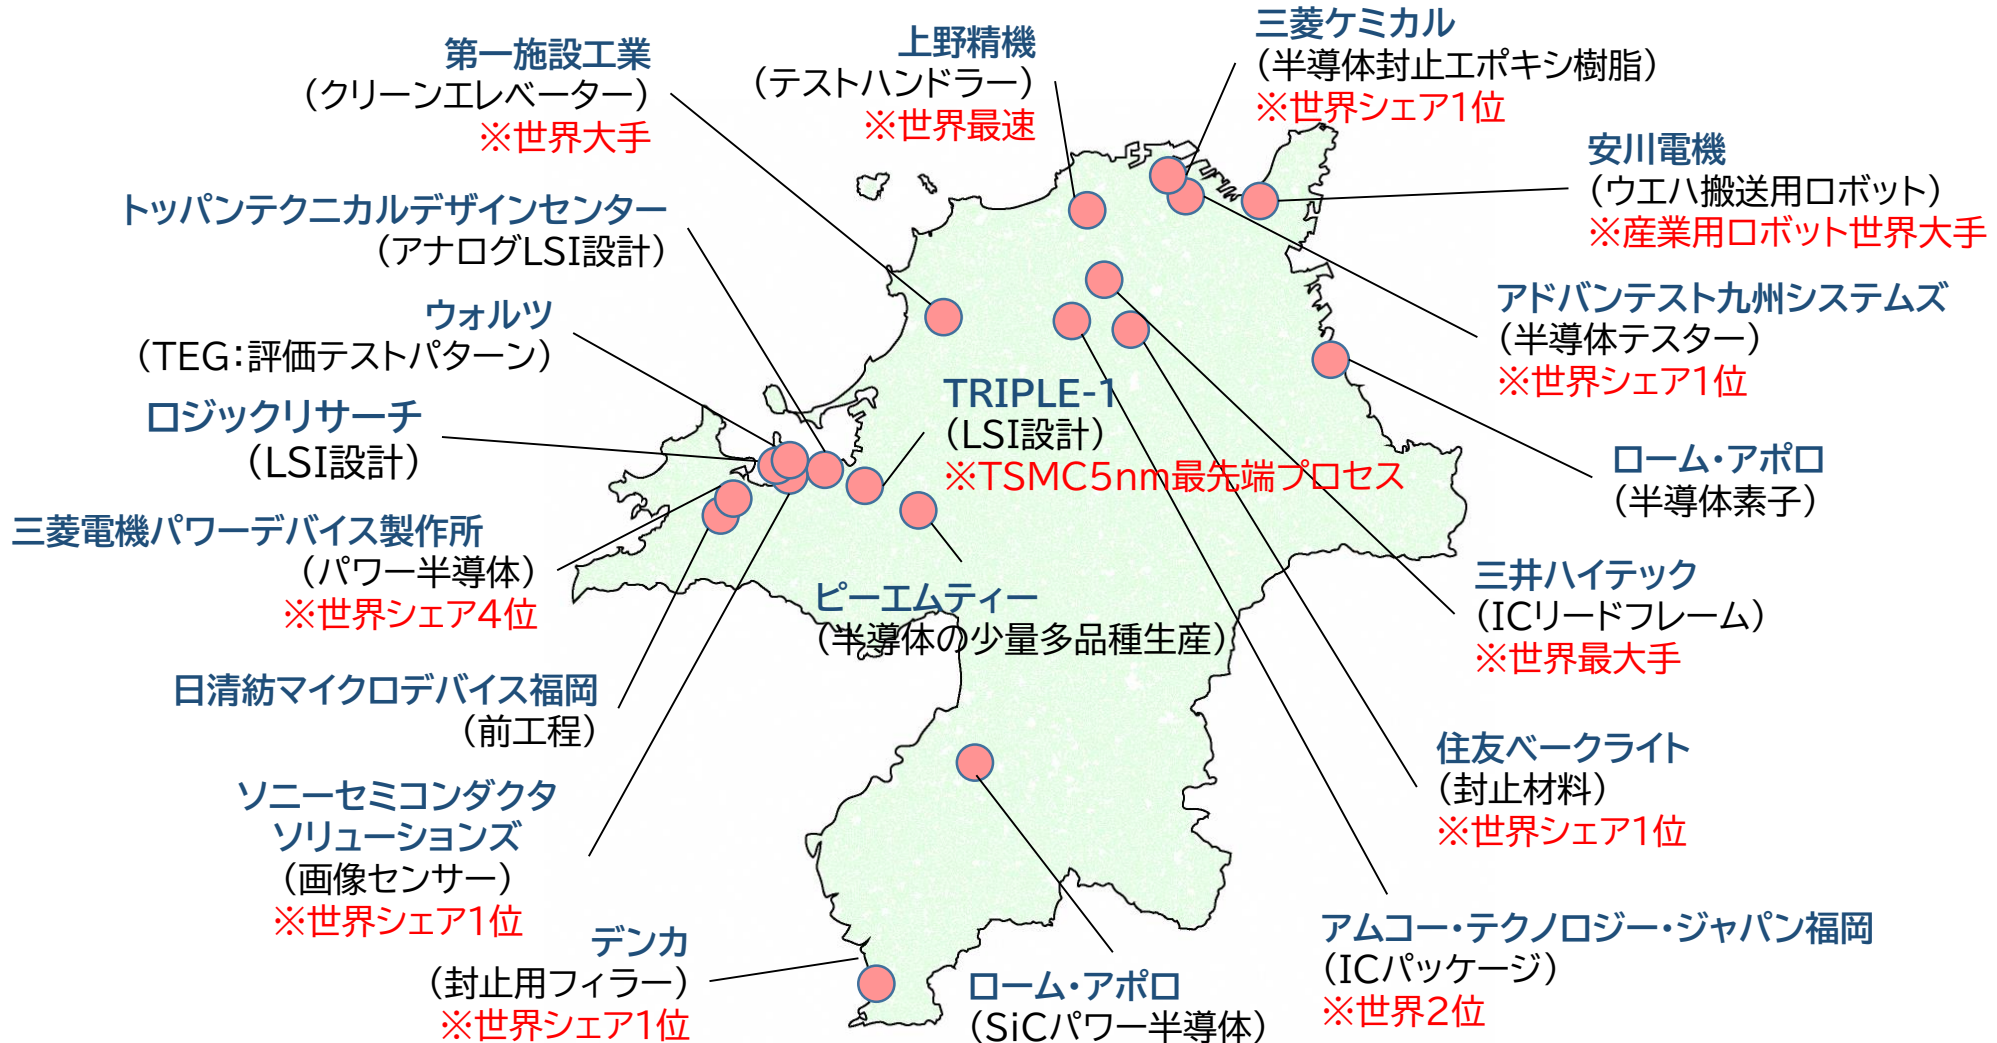 第一施設工業
(クリーンエレベーター)
※世界大手
上野精機
(テストハンドラー)
※世界最速
三菱ケミカル
(半導体封止エポキシ樹脂)
※世界シェア1位
安川電機
(ウエハ搬送用ロボット)
※産業用ロボット世界大手
トッパンテクニカルデザインセンター
(アナログLSI設計)
ウォルツ
(TEG:評価テストパターン)
ロジックリサーチ
(LSI設計)
TRIPLE-1
(LSI設計)
※TSMC5nm最先端プロセス
アドバンテスト九州システムズ
(半導体テスター)
※世界シェア1位
ローム・アポロ
(半導体素子)
三菱電機パワーデバイス製作所
(パワー半導体)
※世界シェア4位
ピーエムティー
(半導体の少量多品種生産)
三井ハイテック
(ICリードフレーム)
※世界最大手
日清紡マイクロデバイス福岡
(前工程)
住友ベークライト
(封止材料)
※世界シェア1位
ソニーセミコンダクタ
ソリューションズ
(画像センサー)
※世界シェア1位
デンカ
(封止用フィラー)
※世界シェア1位
ローム・アポロ
(SiCパワー半導体)
アムコー・テクノロジー・ジャパン福岡
(ICパッケージ)
※世界2位